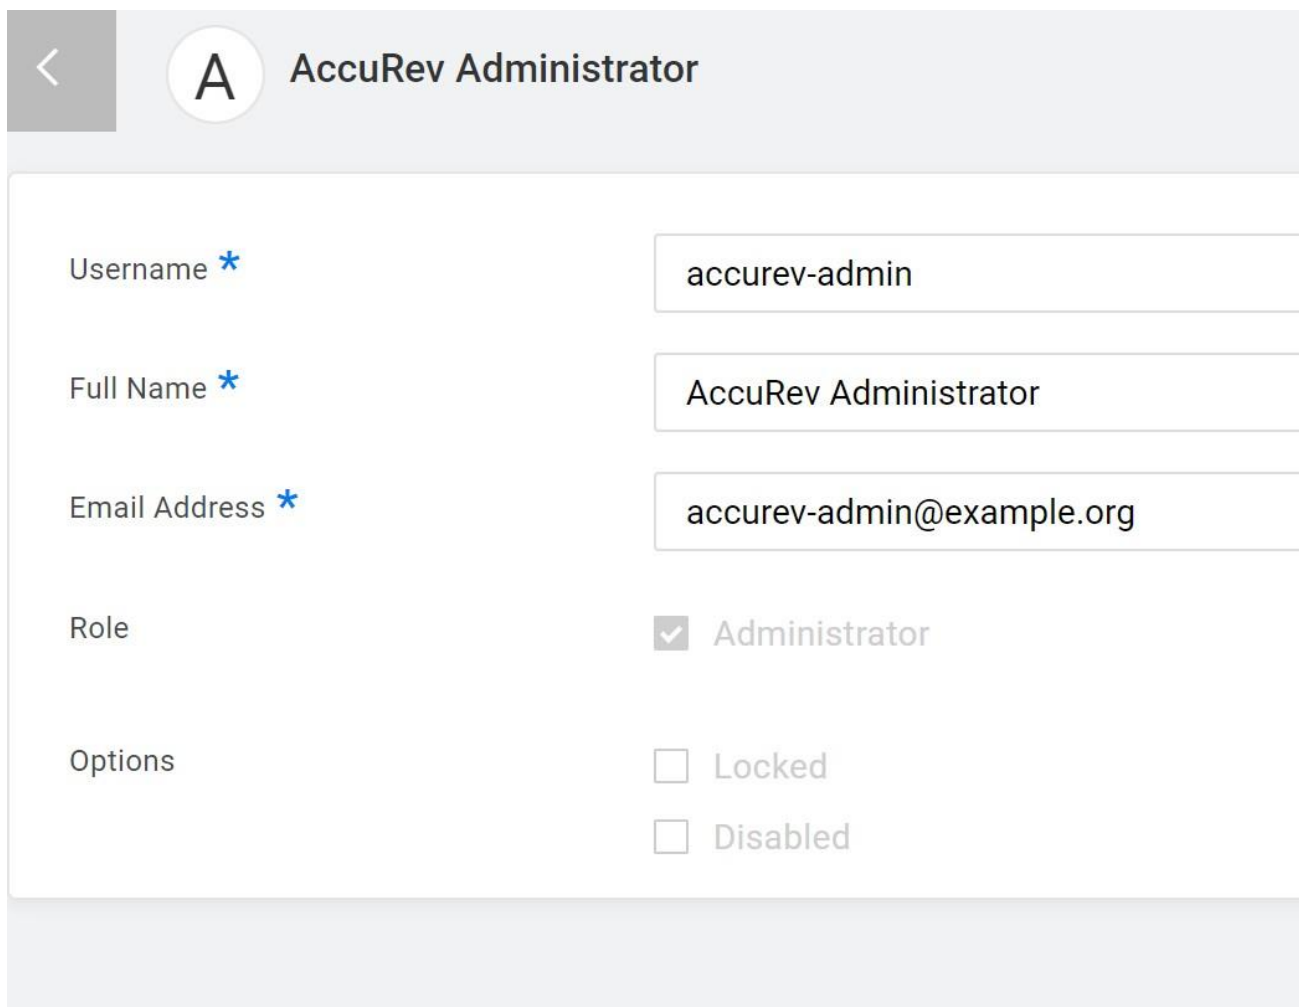 A
AccuRev Administrator
Username *
accurev-admin
Full Name *
AccuRev Administrator
Email Address *
accurev-admin@example.org
Role
Administrator
Options
Locked
Disabled